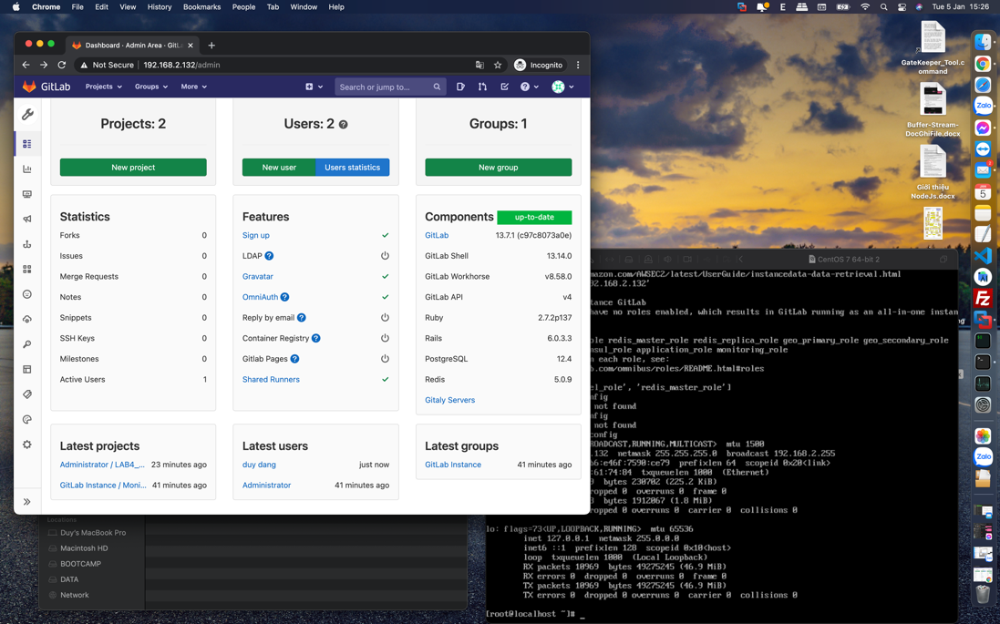 Chrome File Edit View History Bookmarks People Tab Window Help
Tue 5 Jan 15:26
Dashboard · Admin Area · GitLa
Not Secure | 192.168.2.132/admin
Incognito
GitLab Projects Groups More
Search or jump to...
Projects: 2
New project
Users: 2
New user Users statistics
Groups: 1
New group
Statistics
Forks 0
Issues 0
Merge Requests 0
Notes 0
Snippets 0
SSH Keys 0
Milestones 0
Active Users 1
Features
Sign up
LDAP
Gravatar
OmniAuth
Reply by email
Container Registry
Gitlab Pages
Shared Runners
Components up-to-date
GitLab 13.7.1 (c97c8073a0e)
GitLab Shell 13.14.0
GitLab Workhorse v8.58.0
GitLab API v4
Ruby 2.7.2p137
Rails 6.0.3.3
PostgreSQL 12.4
Redis 5.0.9
Gitaly Servers
Latest projects
Administrator / LAB4_... 23 minutes ago
GitLab Instance / Moni... 41 minutes ago
Latest users
duy dang just now
Administrator 41 minutes ago
Latest groups
GitLab Instance 41 minutes ago
GateKeeper_Tool.c
ommand
Buffer-Stream-
DocGhiFile.docx
Giới thiệu
NodeJs.docx
Locations
Duy's MacBook Pro
Macintosh HD
BOOTCAMP
DATA
Network
CentOS 7 64-bit 2
mazon.com/AWSEC2/latest/UserGuide/instancedata-data-retrieval.html
92.168.2.132'
tance GitLab
have no roles enabled, which results in GitLab running as an all-in-one instan
ole redis_master_role redis_replica_role geo_primary_role geo_secondary_role
nsul_role application_role monitoring_role
n each role, see:
b.com/omnibus/roles/README.html#roles
el_role', 'redis_master_role']
nfig
not found
nfig
not found
config
ROADCAST,RUNNING,MULTICAST> mtu 1500
.132 netmask 255.255.255.0 broadcast 192.168.2.255
b6:e46f:7590:ce79 prefixlen 64 scopeid 0x20<link>
:61:74:84 txqueuelen 1000 (Ethernet)
9 bytes 230702 (225.2 KiB)
ropped 0 overruns 0 frame 0
3 bytes 1912067 (1.8 MiB)
ropped 0 overruns 0 carrier 0 collisions 0
lo: flags=73<UP,LOOPBACK,RUNNING> mtu 65536
inet 127.0.0.1 netmask 255.0.0.0
inet6 ::1 prefixlen 128 scopeid 0x10<host>
loop txqueuelen 1000 (Local Loopback)
RX packets 10969 bytes 49275245 (46.9 MiB)
RX errors 0 dropped 0 overruns 0 frame 0
TX packets 10969 bytes 49275245 (46.9 MiB)
TX errors 0 dropped 0 overruns 0 carrier 0 collisions 0
[root@localhost ~]# _